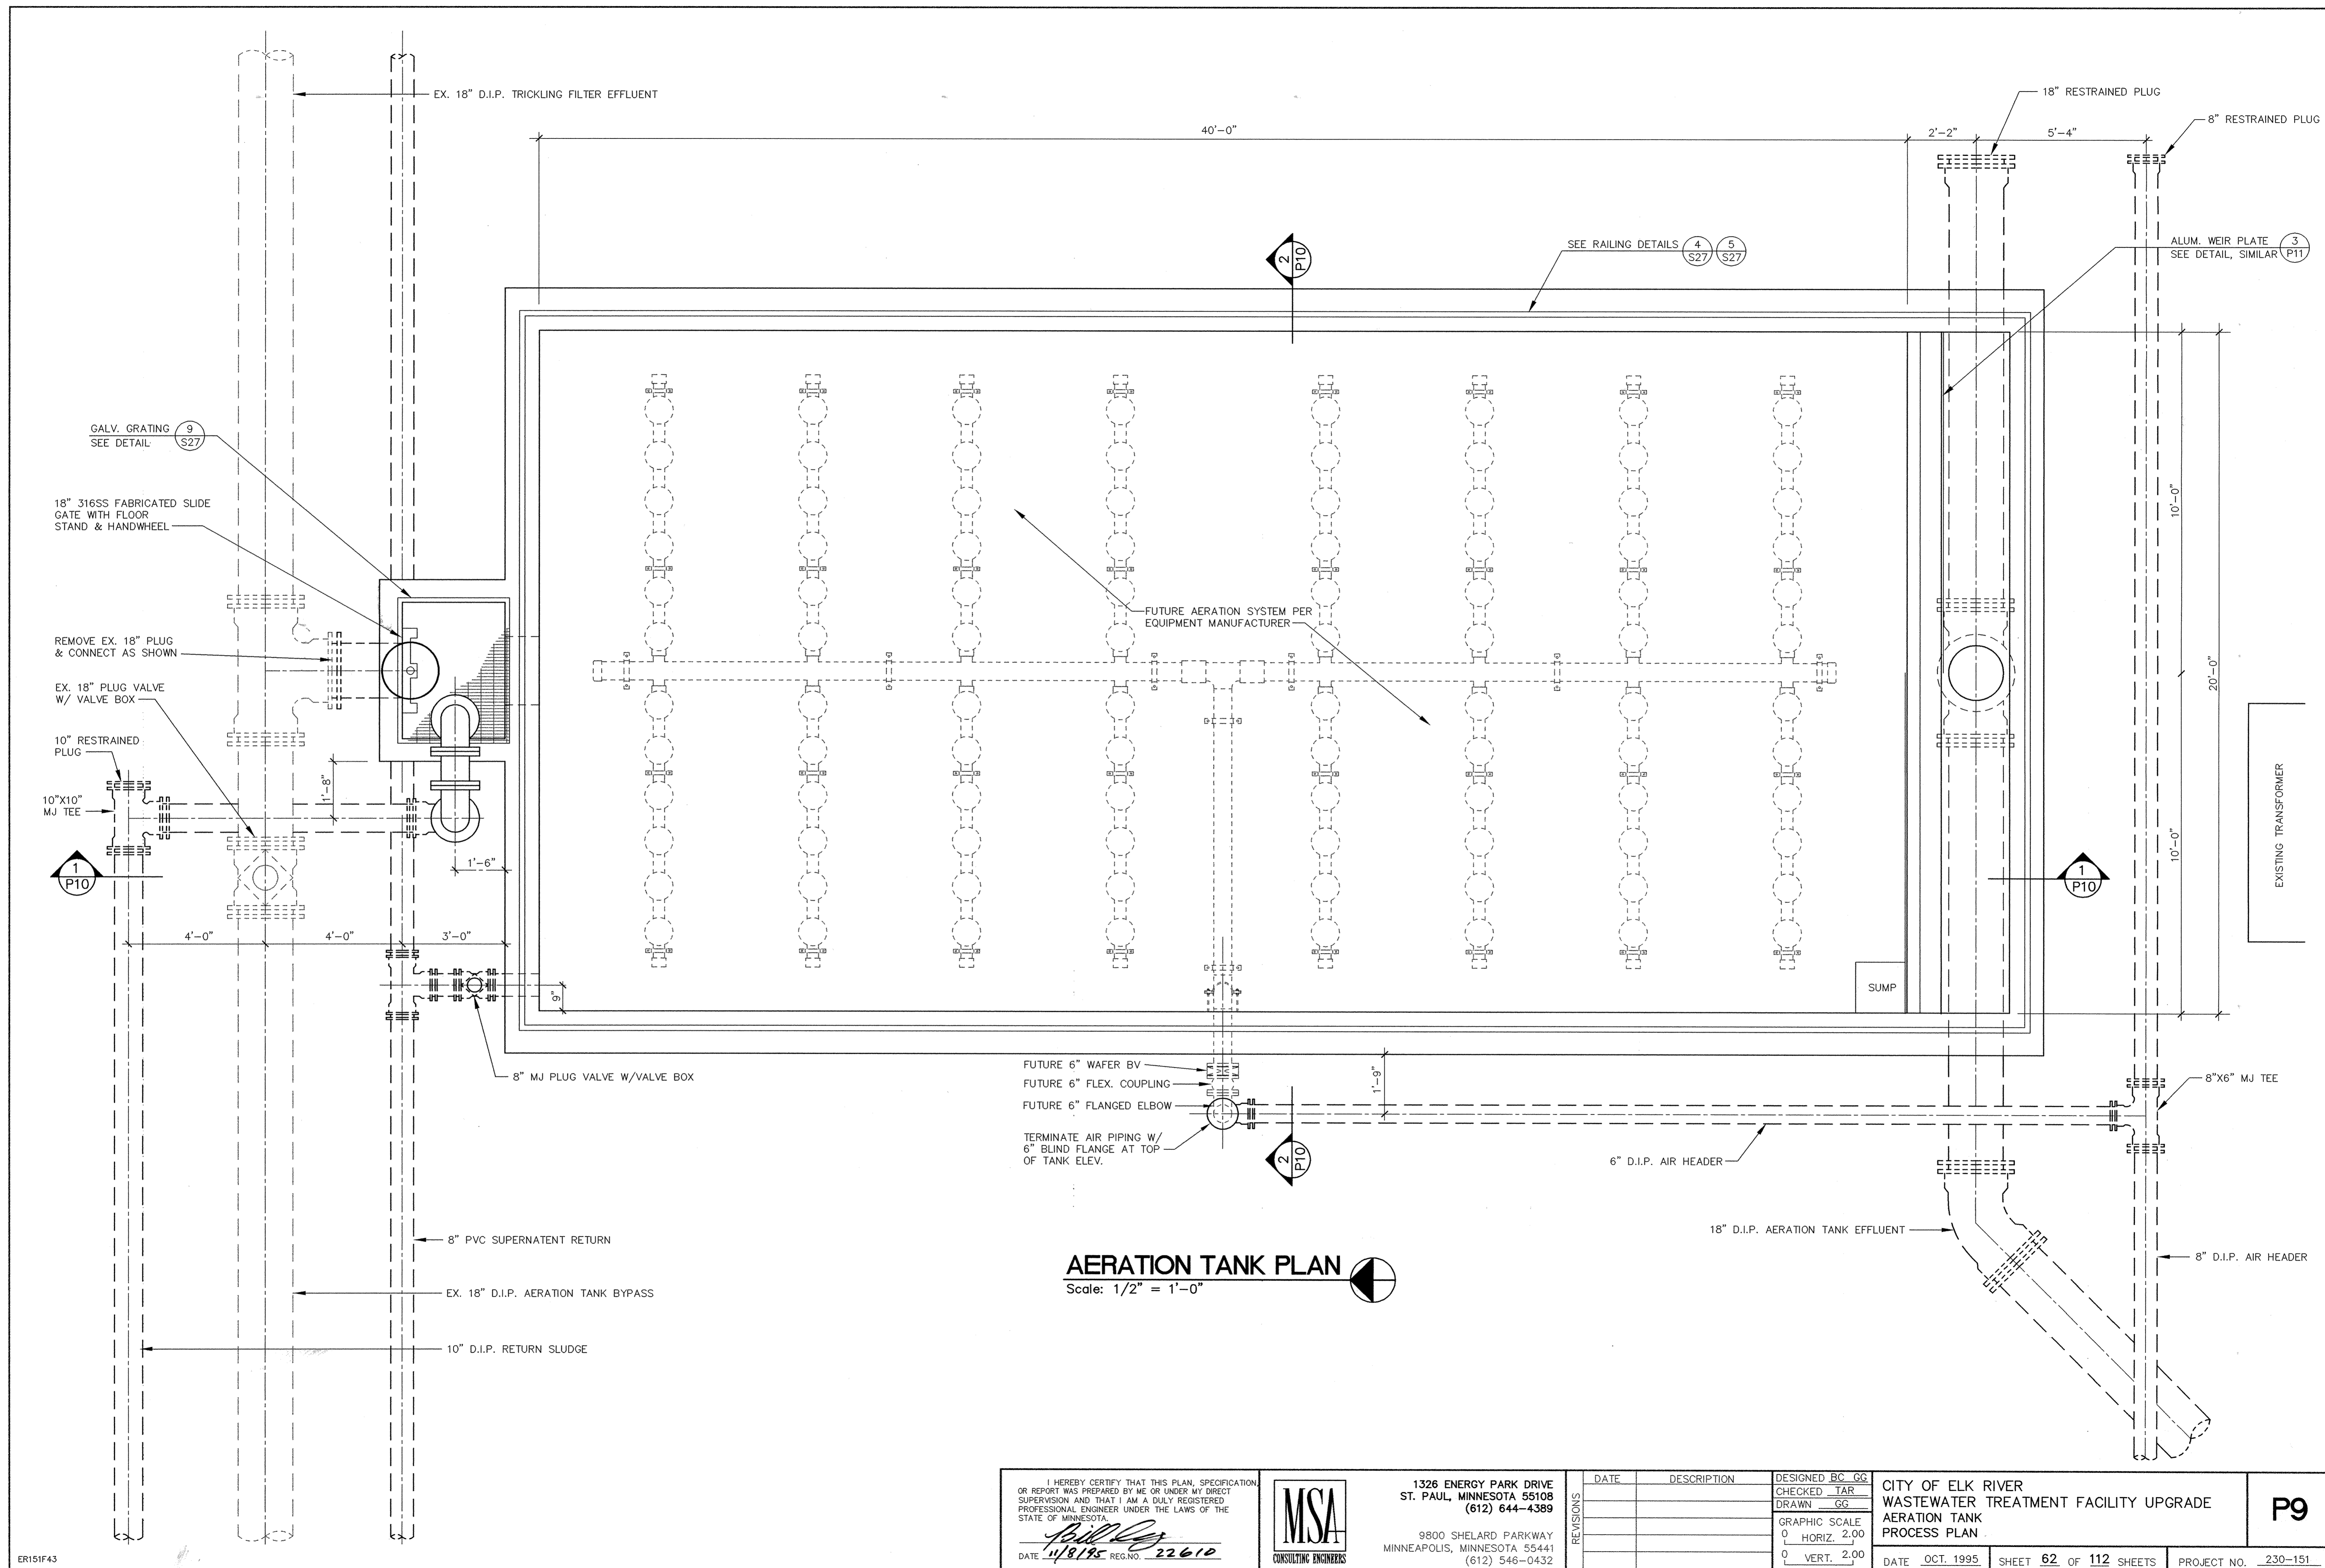 EX. 18" D.I.P. TRICKLING FILTER EFFLUENT
18" RESTRAINED PLUG
8" RESTRAINED PLUG
40'-0"
2'-2"
5'-4"
2
P10
SEE RAILING DETAILS 4 5
S27 S27
ALUM. WEIR PLATE 3
SEE DETAIL, SIMILAR P11
GALV. GRATING 9
SEE DETAIL S27
18" 316SS FABRICATED SLIDE
GATE WITH FLOOR
STAND & HANDWHEEL
REMOVE EX. 18" PLUG
& CONNECT AS SHOWN
EX. 18" PLUG VALVE
W/ VALVE BOX
10" RESTRAINED
PLUG
10"X10"
MJ TEE
1'-8"
1
P10
1'-6"
4'-0"
4'-0"
3'-0"
9"
FUTURE AERATION SYSTEM PER
EQUIPMENT MANUFACTURER
10'-0"
20'-0"
10'-0"
EXISTING TRANSFORMER
1
P10
SUMP
8" MJ PLUG VALVE W/VALVE BOX
FUTURE 6" WAFER BV
FUTURE 6" FLEX. COUPLING
FUTURE 6" FLANGED ELBOW
TERMINATE AIR PIPING W/
6" BLIND FLANGE AT TOP
OF TANK ELEV.
1'-9"
2
P10
8"X6" MJ TEE
6" D.I.P. AIR HEADER
18" D.I.P. AERATION TANK EFFLUENT
8" D.I.P. AIR HEADER
8" PVC SUPERNATENT RETURN
EX. 18" D.I.P. AERATION TANK BYPASS
10" D.I.P. RETURN SLUDGE
AERATION TANK PLAN
Scale: 1/2" = 1'-0"
I HEREBY CERTIFY THAT THIS PLAN, SPECIFICATION,
OR REPORT WAS PREPARED BY ME OR UNDER MY DIRECT
SUPERVISION AND THAT I AM A DULY REGISTERED
PROFESSIONAL ENGINEER UNDER THE LAWS OF THE
STATE OF MINNESOTA.
DATE 11/8/95 REG.NO. 22610
MSA
CONSULTING ENGINEERS
1326 ENERGY PARK DRIVE
ST. PAUL, MINNESOTA 55108
(612) 644-4389
9800 SHELARD PARKWAY
MINNEAPOLIS, MINNESOTA 55441
(612) 546-0432
REVISIONS
DATE DESCRIPTION
DESIGNED BC GG
CHECKED TAR
DRAWN GG
GRAPHIC SCALE
0 HORIZ. 2.00
0 VERT. 2.00
CITY OF ELK RIVER
WASTEWATER TREATMENT FACILITY UPGRADE
AERATION TANK
PROCESS PLAN
P9
DATE OCT. 1995 SHEET 62 OF 112 SHEETS PROJECT NO. 230-151
ER151F43